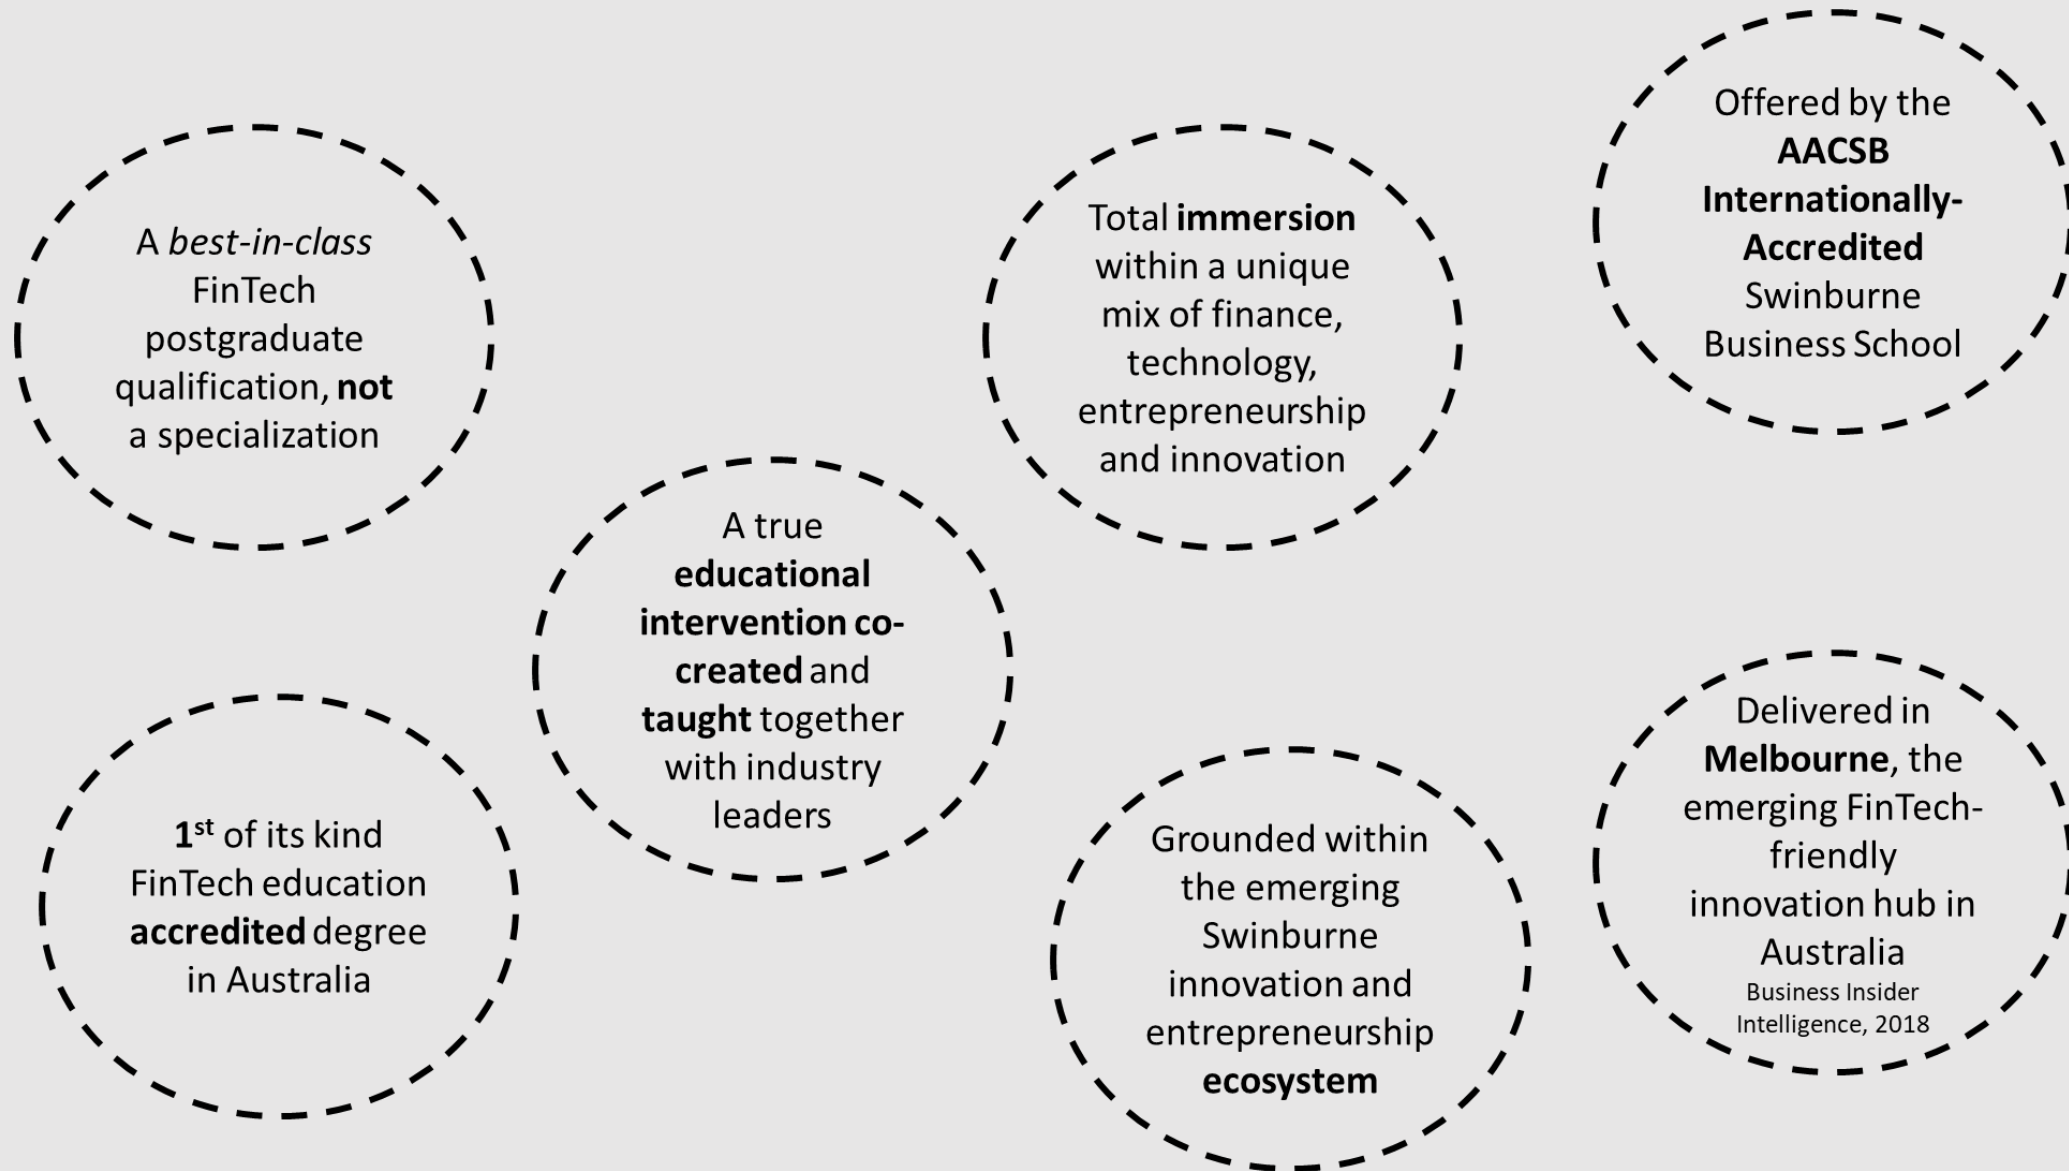 A best-in-class
FinTech
postgraduate
qualification, not
a specialization
1st of its kind
FinTech education
accredited degree
in Australia
A true
educational
intervention co-
created and
taught together
with industry
leaders
Total immersion
within a unique
mix of finance,
technology,
entrepreneurship
and innovation
Grounded within
the emerging
Swinburne
innovation and
entrepreneurship
ecosystem
Offered by the
AACSB
Internationally-
Accredited
Swinburne
Business School
Delivered in
Melbourne, the
emerging FinTech-
friendly
innovation hub in
Australia
Business Insider
Intelligence, 2018